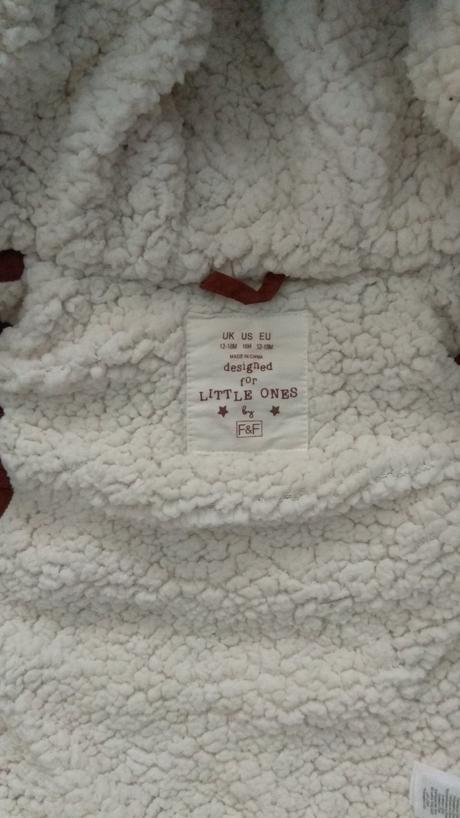 UK US EU
12-18M 18M 12-18M
MADE IN CHINA
designed
for
LITTLE ONES
by
F&F